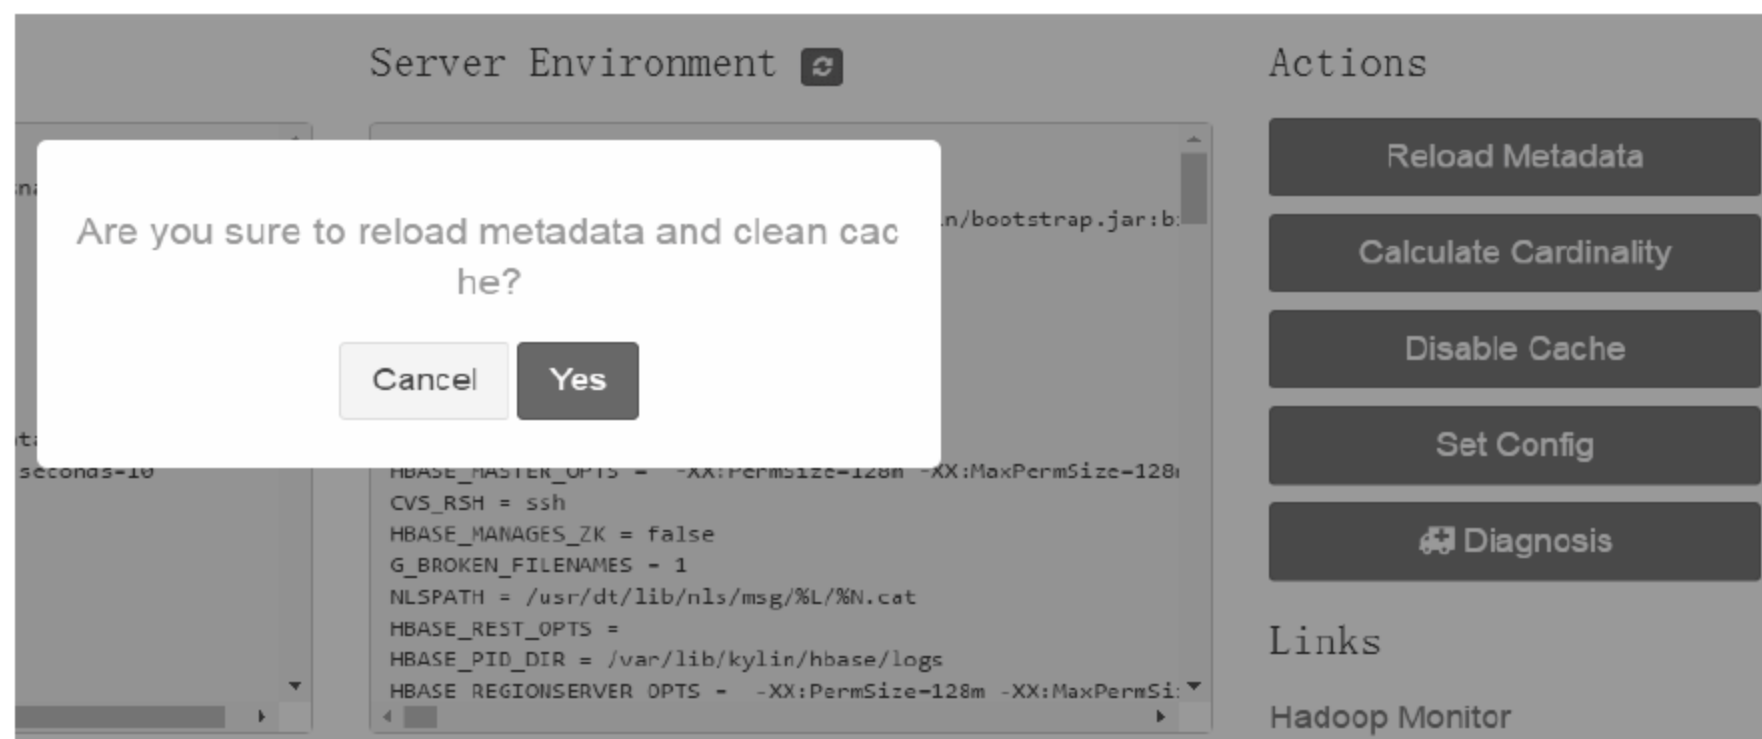 Server Environment
Actions
Are you sure to reload metadata and clean cac
he?
Cancel
Yes
n/bootstrap.jar:b
seconds=10
HBASE_MASTER_OPTS =  -XX:PermSize=128m -XX:MaxPermSize=128m
CVS_RSH = ssh
HBASE_MANAGES_ZK = false
G_BROKEN_FILENAMES = 1
NLSPATH = /usr/dt/lib/nls/msg/%L/%N.cat
HBASE_REST_OPTS =
HBASE_PID_DIR = /var/lib/kylin/hbase/logs
HBASE_REGIONSERVER_OPTS =  -XX:PermSize=128m -XX:MaxPermSi
Reload Metadata
Calculate Cardinality
Disable Cache
Set Config
Diagnosis
Links
Hadoop Monitor